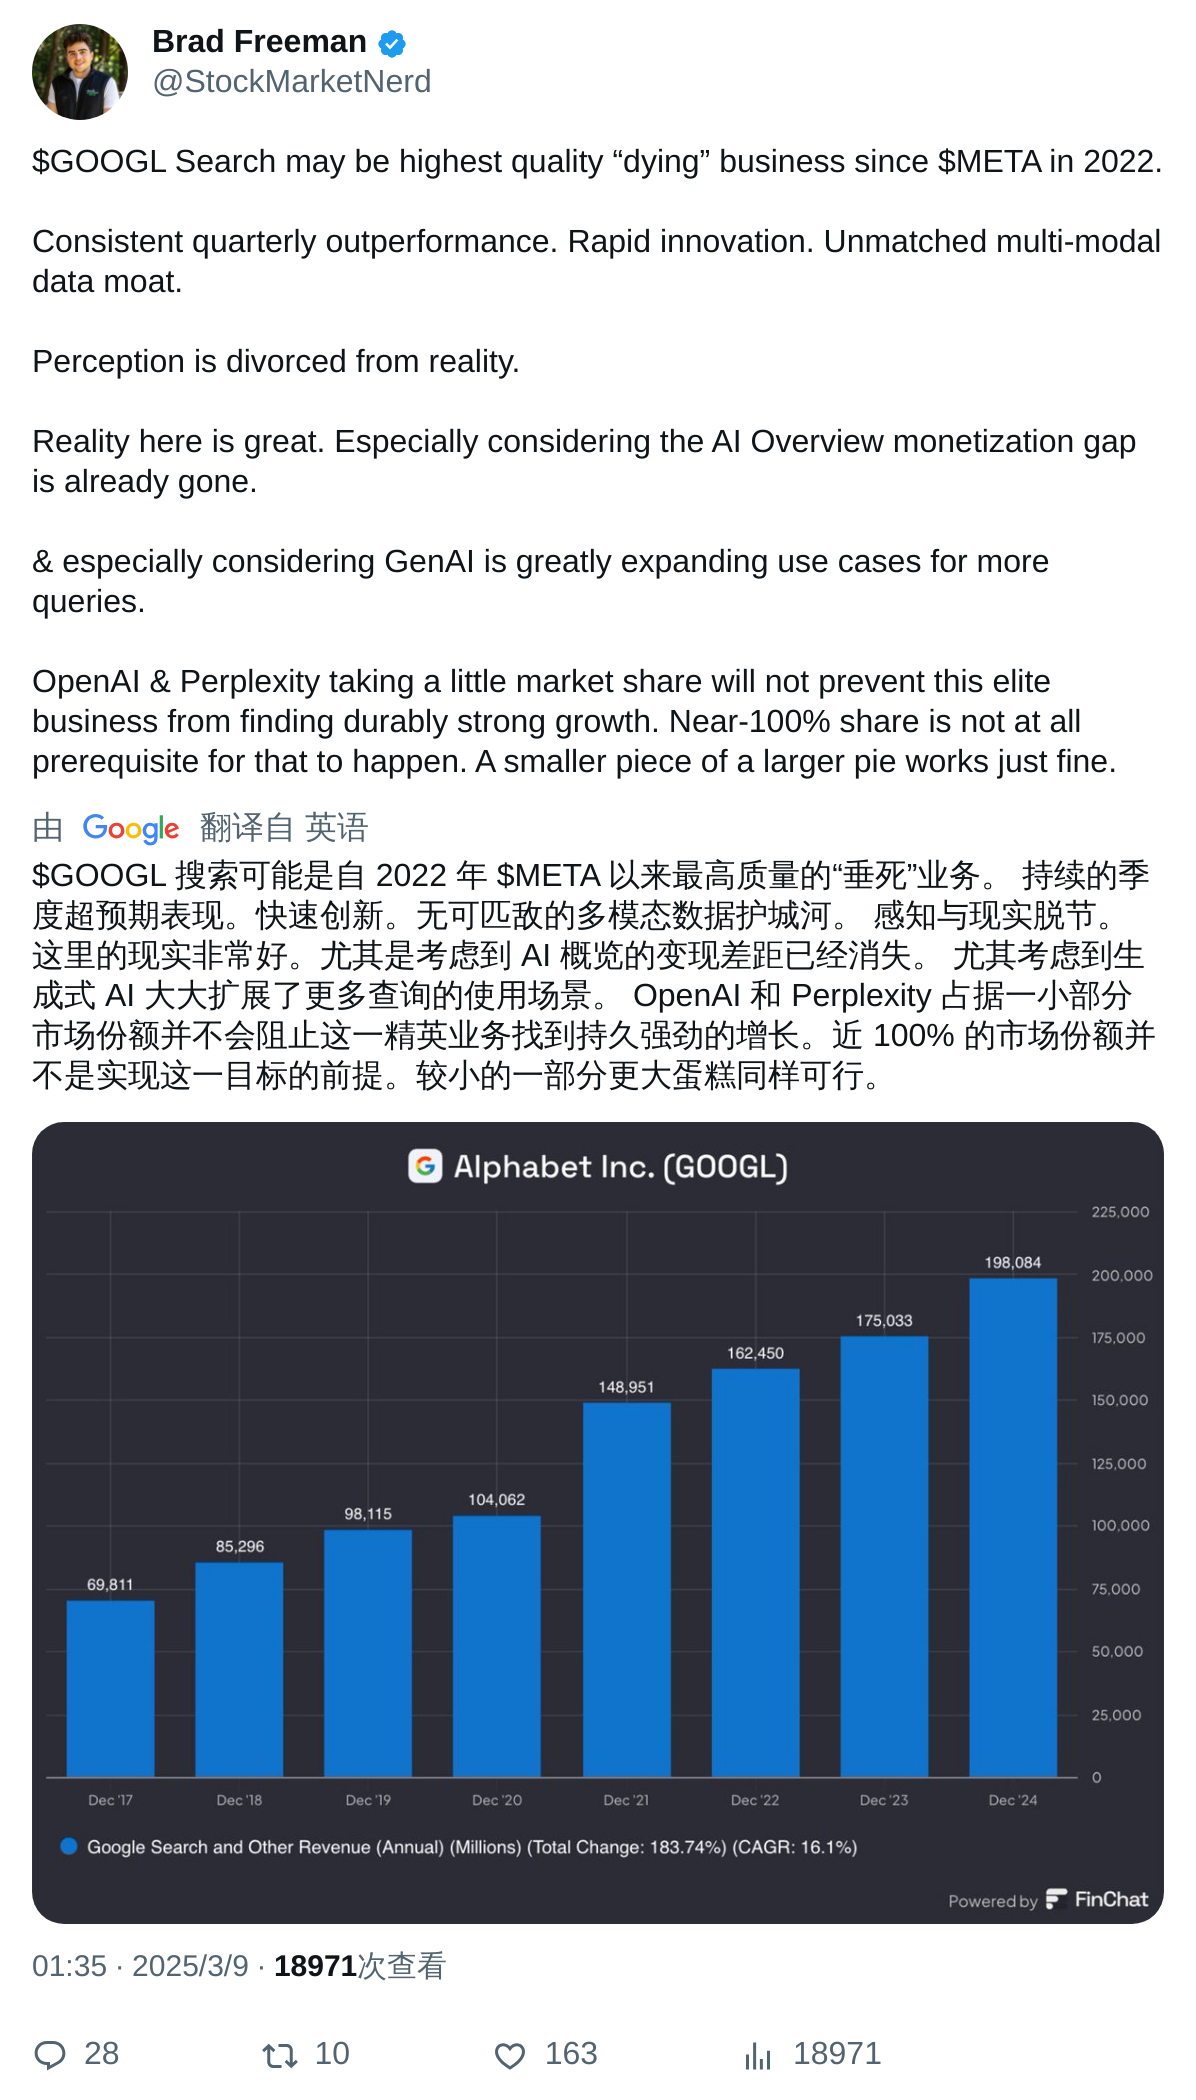 Brad Freeman
@StockMarketNerd
$GOOGL Search may be highest quality “dying” business since $META in 2022.
Consistent quarterly outperformance. Rapid innovation. Unmatched multi-modal
data moat.
Perception is divorced from reality.
Reality here is great. Especially considering the AI Overview monetization gap
is already gone.
& especially considering GenAI is greatly expanding use cases for more
queries.
OpenAI & Perplexity taking a little market share will not prevent this elite
business from finding durably strong growth. Near-100% share is not at all
prerequisite for that to happen. A smaller piece of a larger pie works just fine.
由 Google 翻译自 英语
$GOOGL 搜索可能是自 2022 年 $META 以来最高质量的“垂死”业务。 持续的季
度超预期表现。快速创新。无可匹敌的多模态数据护城河。 感知与现实脱节。
这里的现实非常好。尤其是考虑到 AI 概览的变现差距已经消失。 尤其考虑到生
成式 AI 大大扩展了更多查询的使用场景。 OpenAI 和 Perplexity 占据一小部分
市场份额并不会阻止这一精英业务找到持久强劲的增长。近 100% 的市场份额并
不是实现这一目标的前提。较小的一部分更大蛋糕同样可行。
G Alphabet Inc. (GOOGL)
225,000
198,084
200,000
175,033
175,000
162,450
148,951
150,000
125,000
104,062
98,115
100,000
85,296
69,811
75,000
50,000
25,000
0
Dec '17 Dec '18 Dec '19 Dec '20 Dec '21 Dec '22 Dec '23 Dec '24
Google Search and Other Revenue (Annual) (Millions) (Total Change: 183.74%) (CAGR: 16.1%)
Powered by FinChat
01:35 · 2025/3/9 · 18971次查看
28 10 163 18971